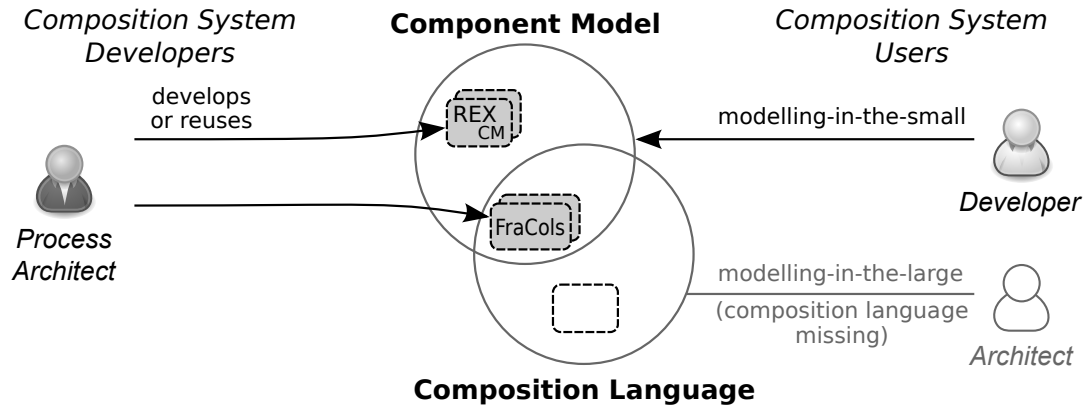 Composition System
Developers
Component Model
Composition System
Users
develops
or reuses
REX
CM
modelling-in-the-small
FraCols
Process
Architect
Developer
modelling-in-the-large
(composition language
missing)
Architect
Composition Language